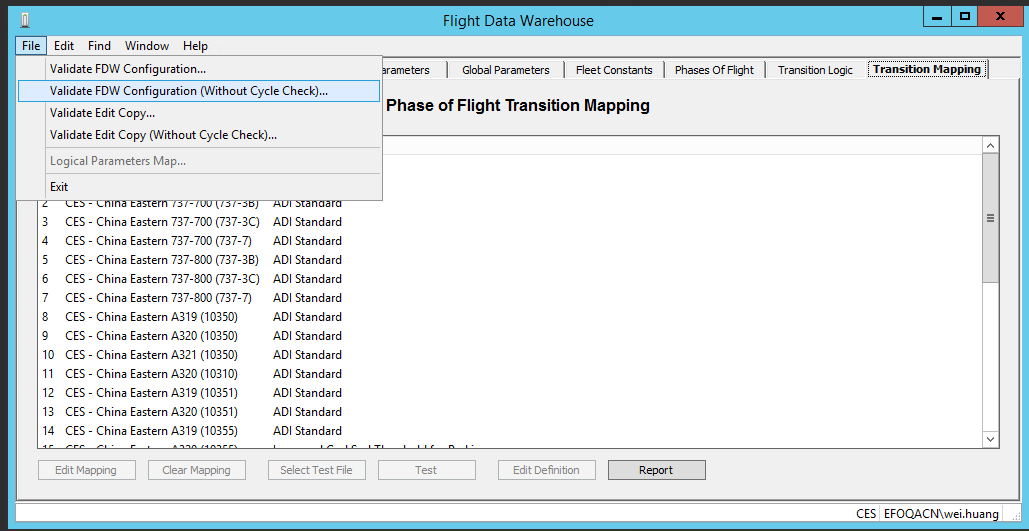 Flight Data Warehouse
File Edit Find Window Help
Validate FDW Configuration...
Validate FDW Configuration (Without Cycle Check)...
Validate Edit Copy...
Validate Edit Copy (Without Cycle Check)...
Logical Parameters Map...
Exit
Global Parameters Fleet Constants Phases Of Flight Transition Logic Transition Mapping
Phase of Flight Transition Mapping
2 CES - China Eastern 737-700 (737-3B) ADI Standard
3 CES - China Eastern 737-700 (737-3C) ADI Standard
4 CES - China Eastern 737-700 (737-7) ADI Standard
5 CES - China Eastern 737-800 (737-3B) ADI Standard
6 CES - China Eastern 737-800 (737-3C) ADI Standard
7 CES - China Eastern 737-800 (737-7) ADI Standard
8 CES - China Eastern A319 (10350) ADI Standard
9 CES - China Eastern A320 (10350) ADI Standard
10 CES - China Eastern A321 (10350) ADI Standard
11 CES - China Eastern A320 (10310) ADI Standard
12 CES - China Eastern A319 (10351) ADI Standard
13 CES - China Eastern A320 (10351) ADI Standard
14 CES - China Eastern A319 (10355) ADI Standard
Edit Mapping Clear Mapping Select Test File Test Edit Definition Report
CES EFOQACN\wei.huang